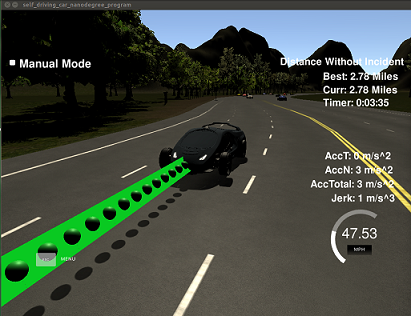 self_driving_car_nanodegree_program
Manual Mode
Distance Without Incident
Best: 2.78 Miles
Curr: 2.78 Miles
Timer: 0:03:35
AccT: 0 m/s^2
AccN: 3 m/s^2
AccTotal: 3 m/s^2
Jerk: 1 m/s^3
47.53
MPH
MENU